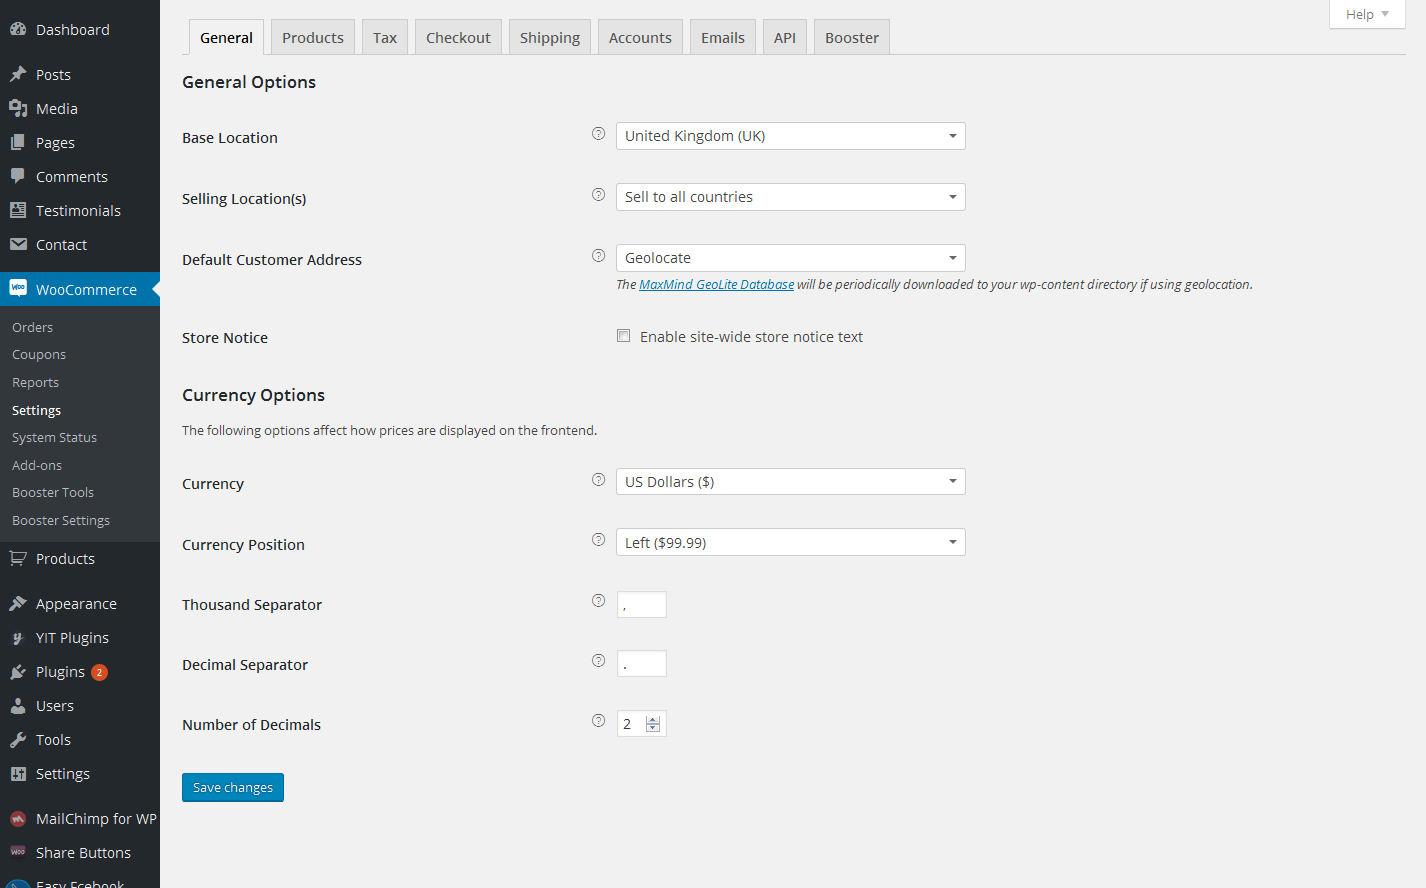 Dashboard
Posts
Media
Pages
Comments
Testimonials
Contact
WooCommerce
Orders
Coupons
Reports
Settings
System Status
Add-ons
Booster Tools
Booster Settings
Products
Appearance
YIT Plugins
Plugins 2
Users
Tools
Settings
MailChimp for WP
Share Buttons
Easy Fcebook
Help
General Products Tax Checkout Shipping Accounts Emails API Booster
General Options
Base Location ? United Kingdom (UK)
Selling Location(s) ? Sell to all countries
Default Customer Address ? Geolocate
The MaxMind GeoLite Database will be periodically downloaded to your wp-content directory if using geolocation.
Store Notice Enable site-wide store notice text
Currency Options
The following options affect how prices are displayed on the frontend.
Currency ? US Dollars ($)
Currency Position ? Left ($99.99)
Thousand Separator ? ,
Decimal Separator ? .
Number of Decimals ? 2
Save changes